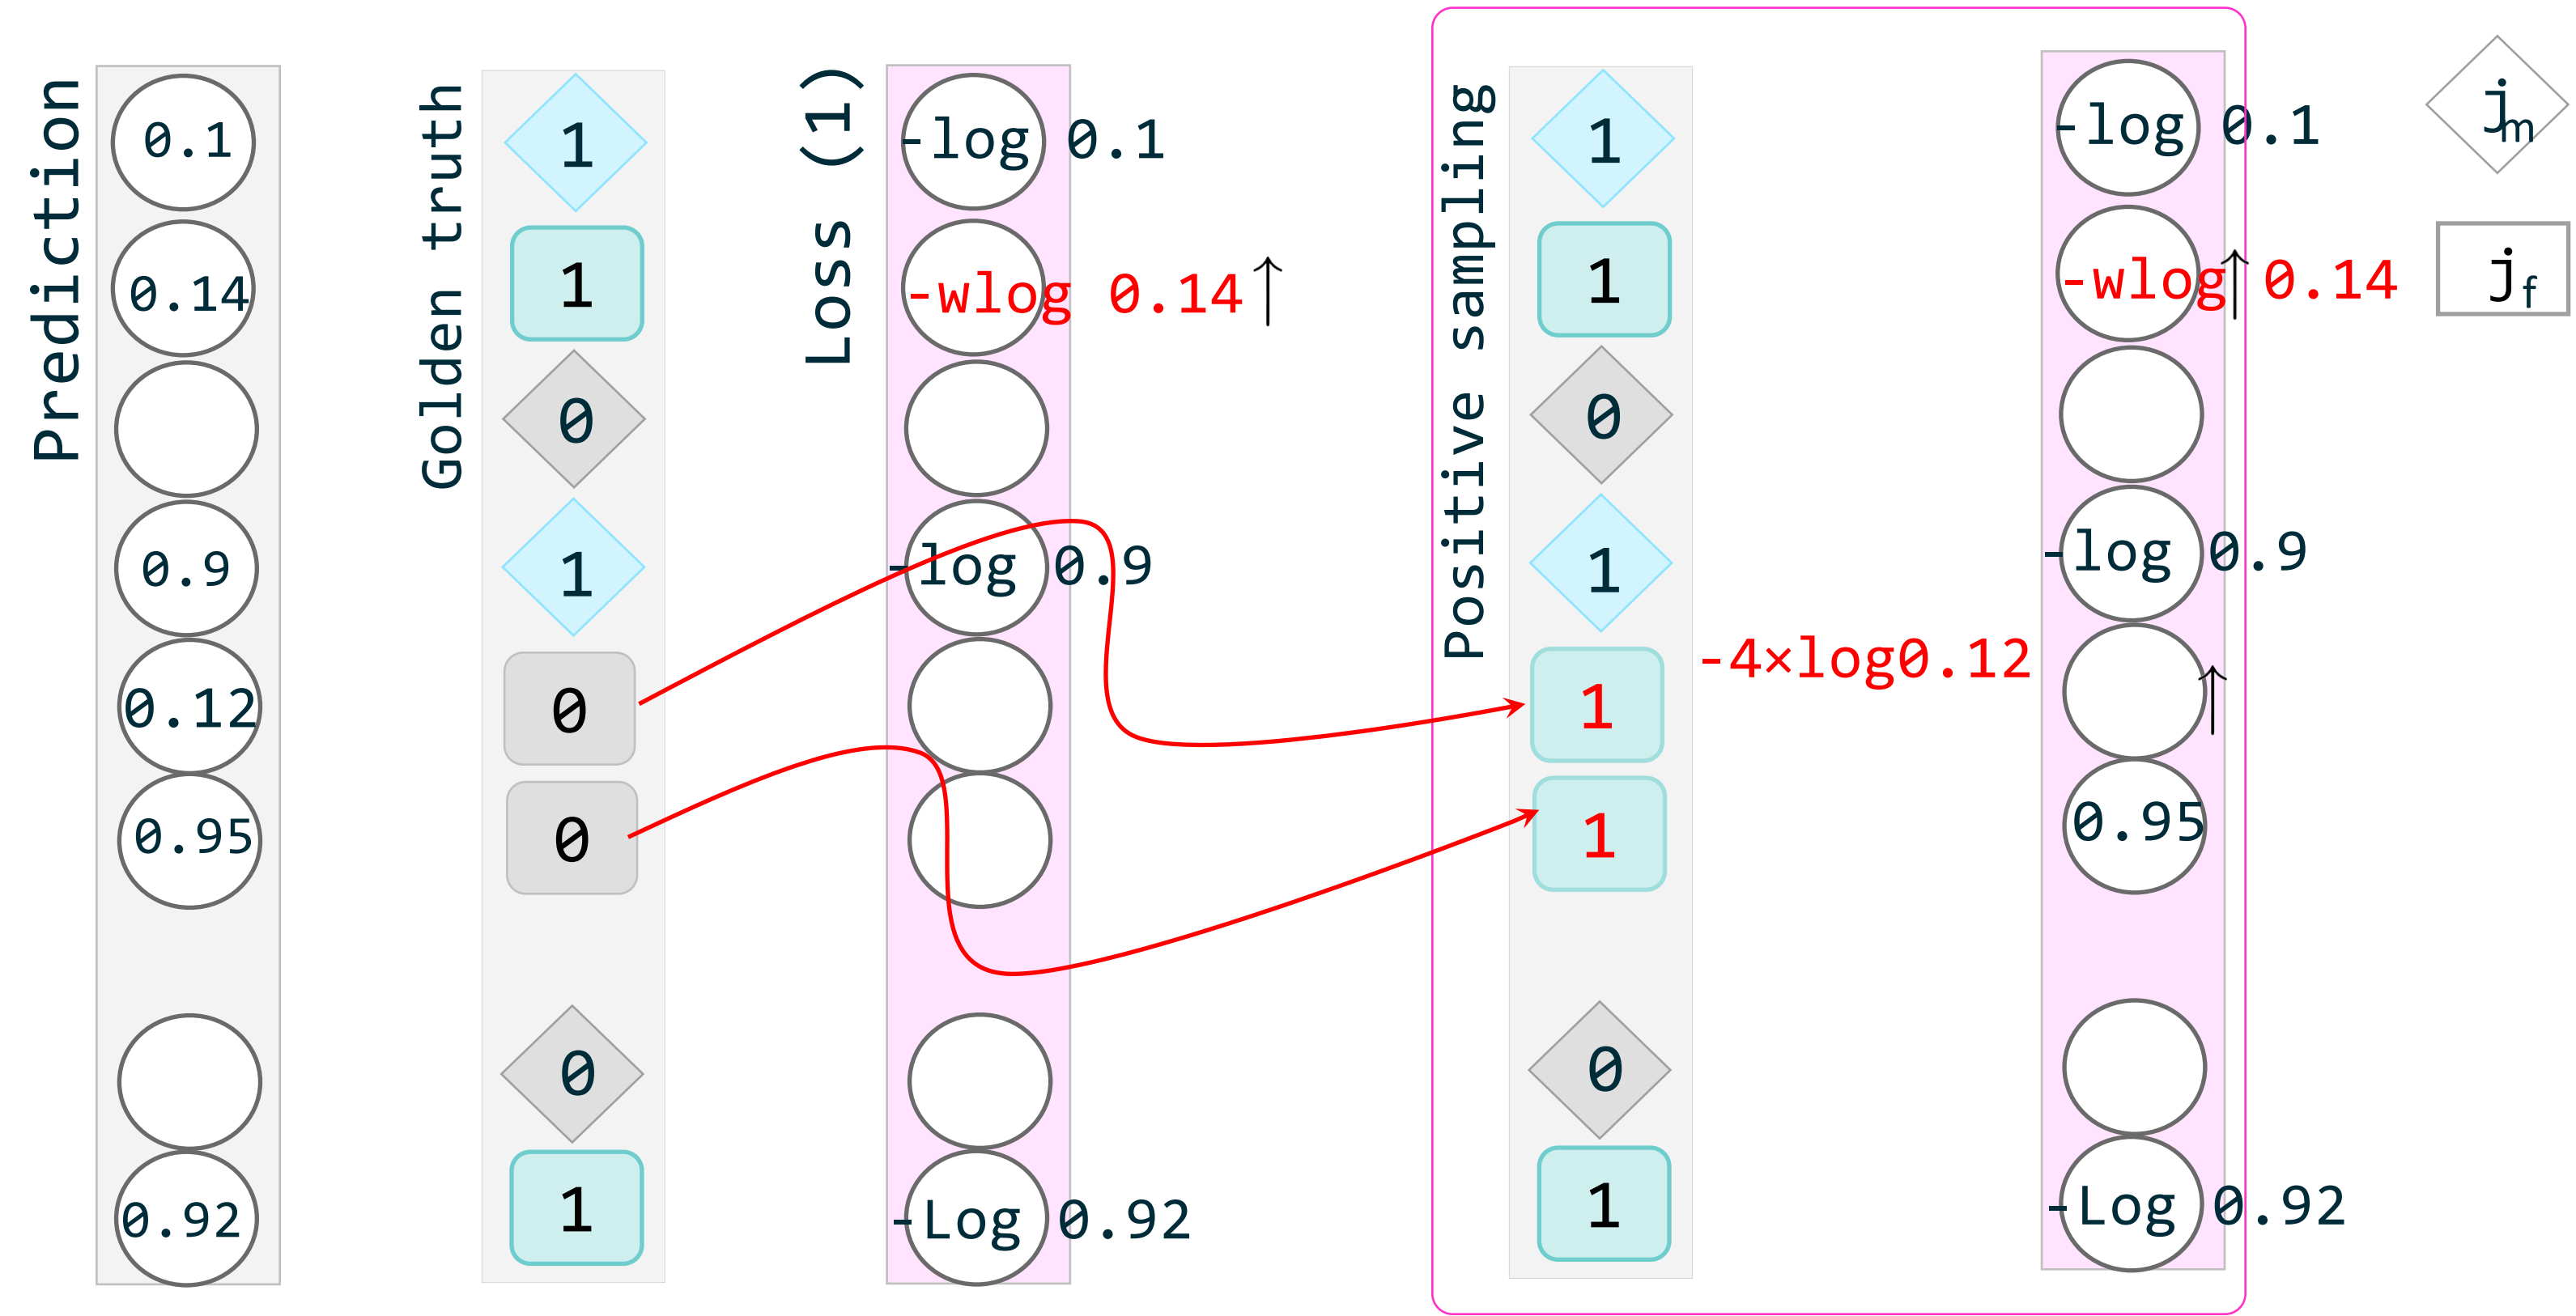 Prediction
0.1
0.14
0.9
0.12
0.95
0.92
Golden truth
1
1
0
1
0
0
0
1
Loss (1)
-log 0.1
-wlog 0.14↑
-log 0.9
-Log 0.92
Positive sampling
1
1
0
1
1
1
0
1
-4×log0.12
-log 0.1
-wlog 0.14
↑
-log 0.9
↑
0.95
-Log 0.92
jm
jf